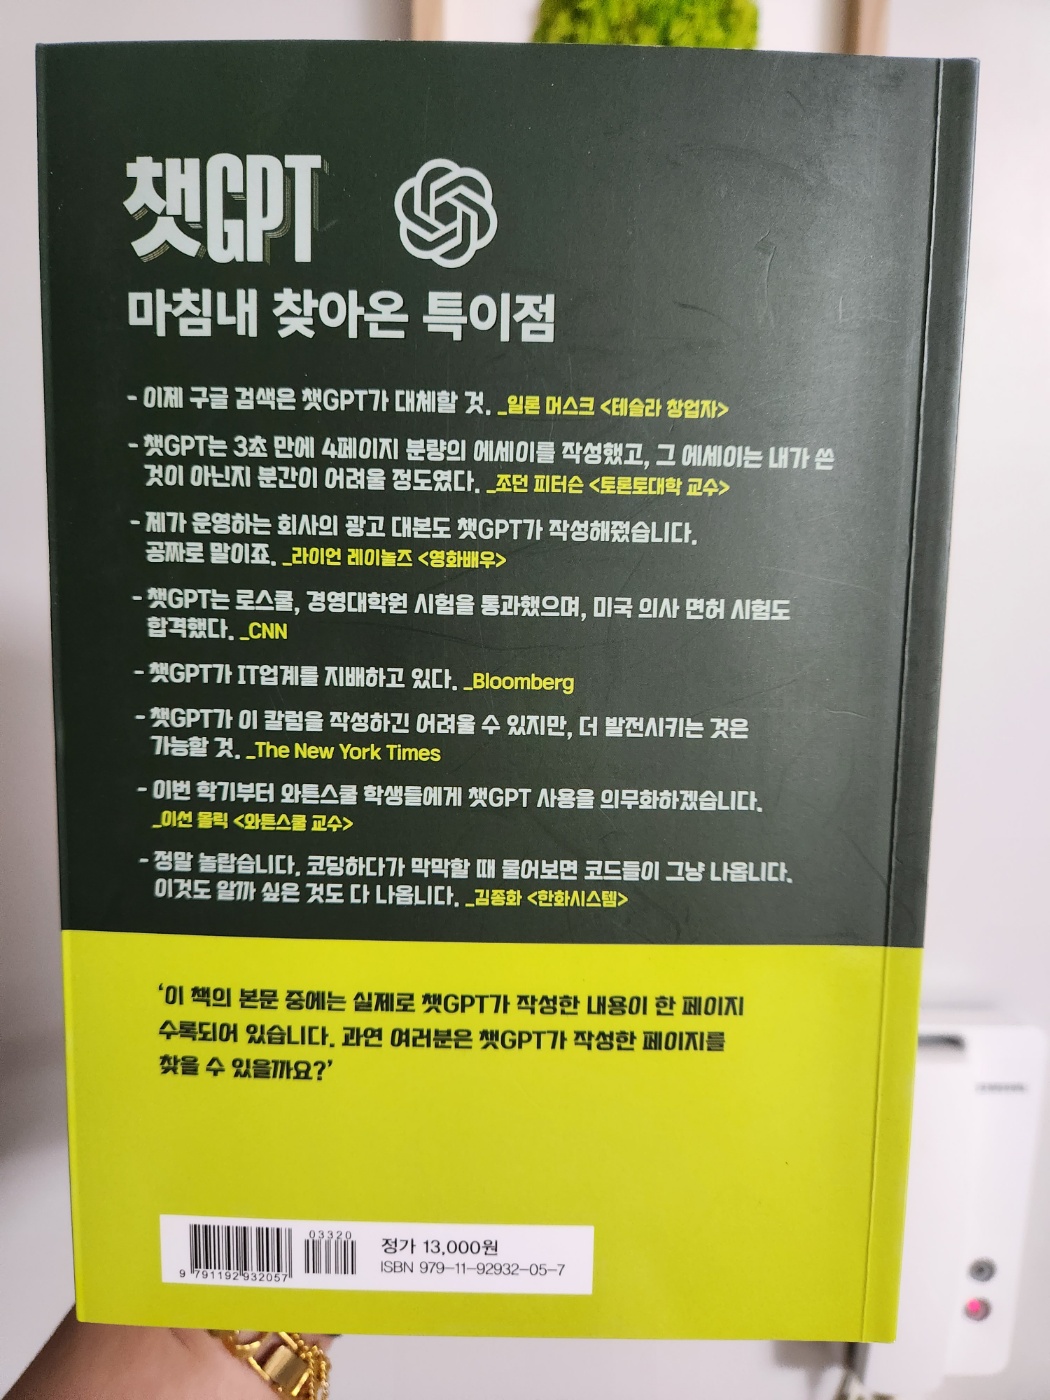 챗GPT
마침내 찾아온 특이점
- 이제 구글 검색은 챗GPT가 대체할 것. _일론 머스크 <테슬라 창업자>
- 챗GPT는 3초 만에 4페이지 분량의 에세이를 작성했고, 그 에세이는 내가 쓴
것이 아닌지 분간이 어려울 정도였다. _조던 피터슨 <토론토대학 교수>
- 제가 운영하는 회사의 광고 대본도 챗GPT가 작성해줬습니다.
공짜로 말이죠. _라이언 레이놀즈 <영화배우>
- 챗GPT는 로스쿨, 경영대학원 시험을 통과했으며, 미국 의사 면허 시험도
합격했다. _CNN
- 챗GPT가 IT업계를 지배하고 있다. _Bloomberg
- 챗GPT가 이 칼럼을 작성하긴 어려울 수 있지만, 더 발전시키는 것은
가능할 것. _The New York Times
- 이번 학기부터 와튼스쿨 학생들에게 챗GPT 사용을 의무화하겠습니다.
_이선 몰릭 <와튼스쿨 교수>
- 정말 놀랍습니다. 코딩하다가 막막할 때 물어보면 코드들이 그냥 나옵니다.
이것도 알까 싶은 것도 다 나옵니다. _김종화 <한화시스템>
‘이 책의 본문 중에는 실제로 챗GPT가 작성한 내용이 한 페이지
수록되어 있습니다. 과연 여러분은 챗GPT가 작성한 페이지를
찾을 수 있을까요?’
03320
정가 13,000원
ISBN 979-11-92932-05-7
9 791192 932057